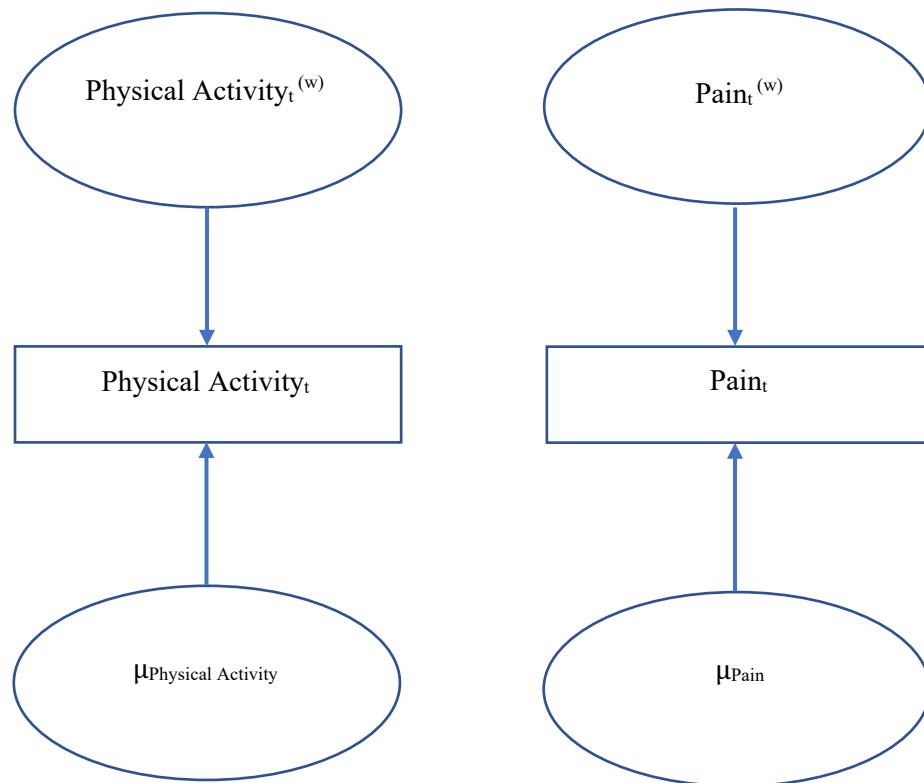 Physical Activityₜ⁽ʷ⁾
Painₜ⁽ʷ⁾
Physical Activityₜ
Painₜ
μPhysical Activity
μPain